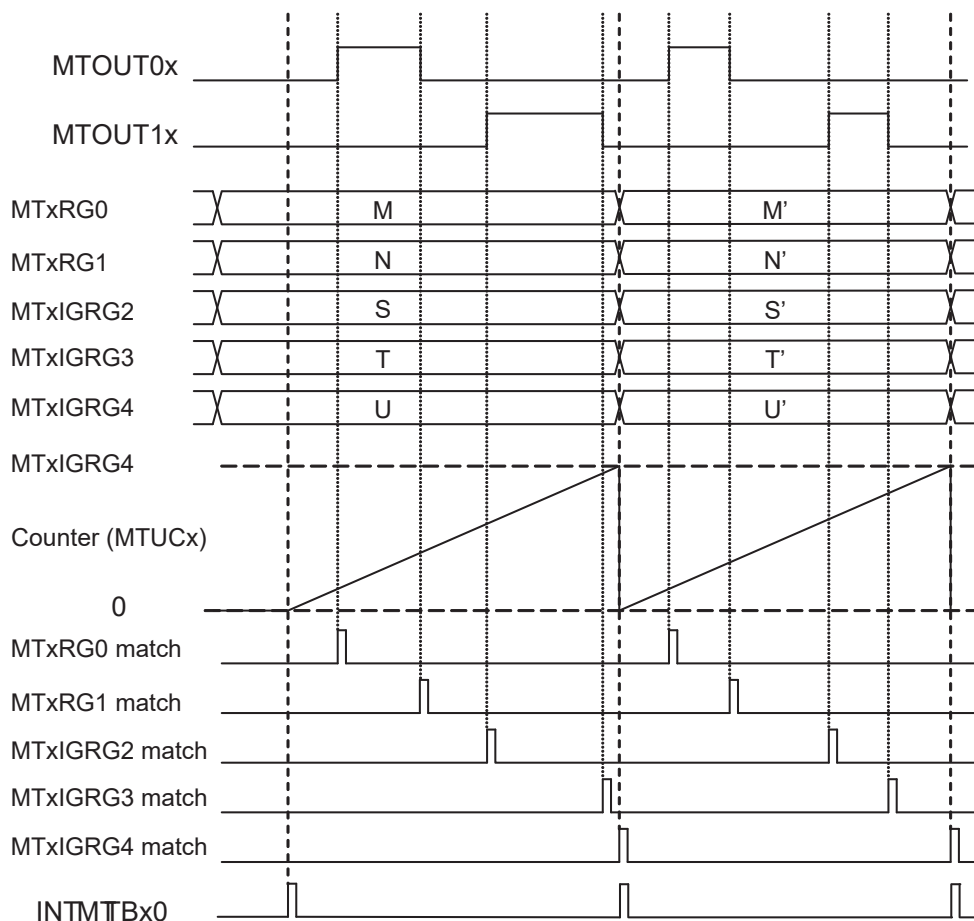 MTOUT0x
MTOUT1x
MTxRG0 M M'
MTxRG1 N N'
MTxIGRG2 S S'
MTxIGRG3 T T'
MTxIGRG4 U U'
MTxIGRG4
Counter (MTUCx)
0
MTxRG0 match
MTxRG1 match
MTxIGRG2 match
MTxIGRG3 match
MTxIGRG4 match
INTMTTBx0